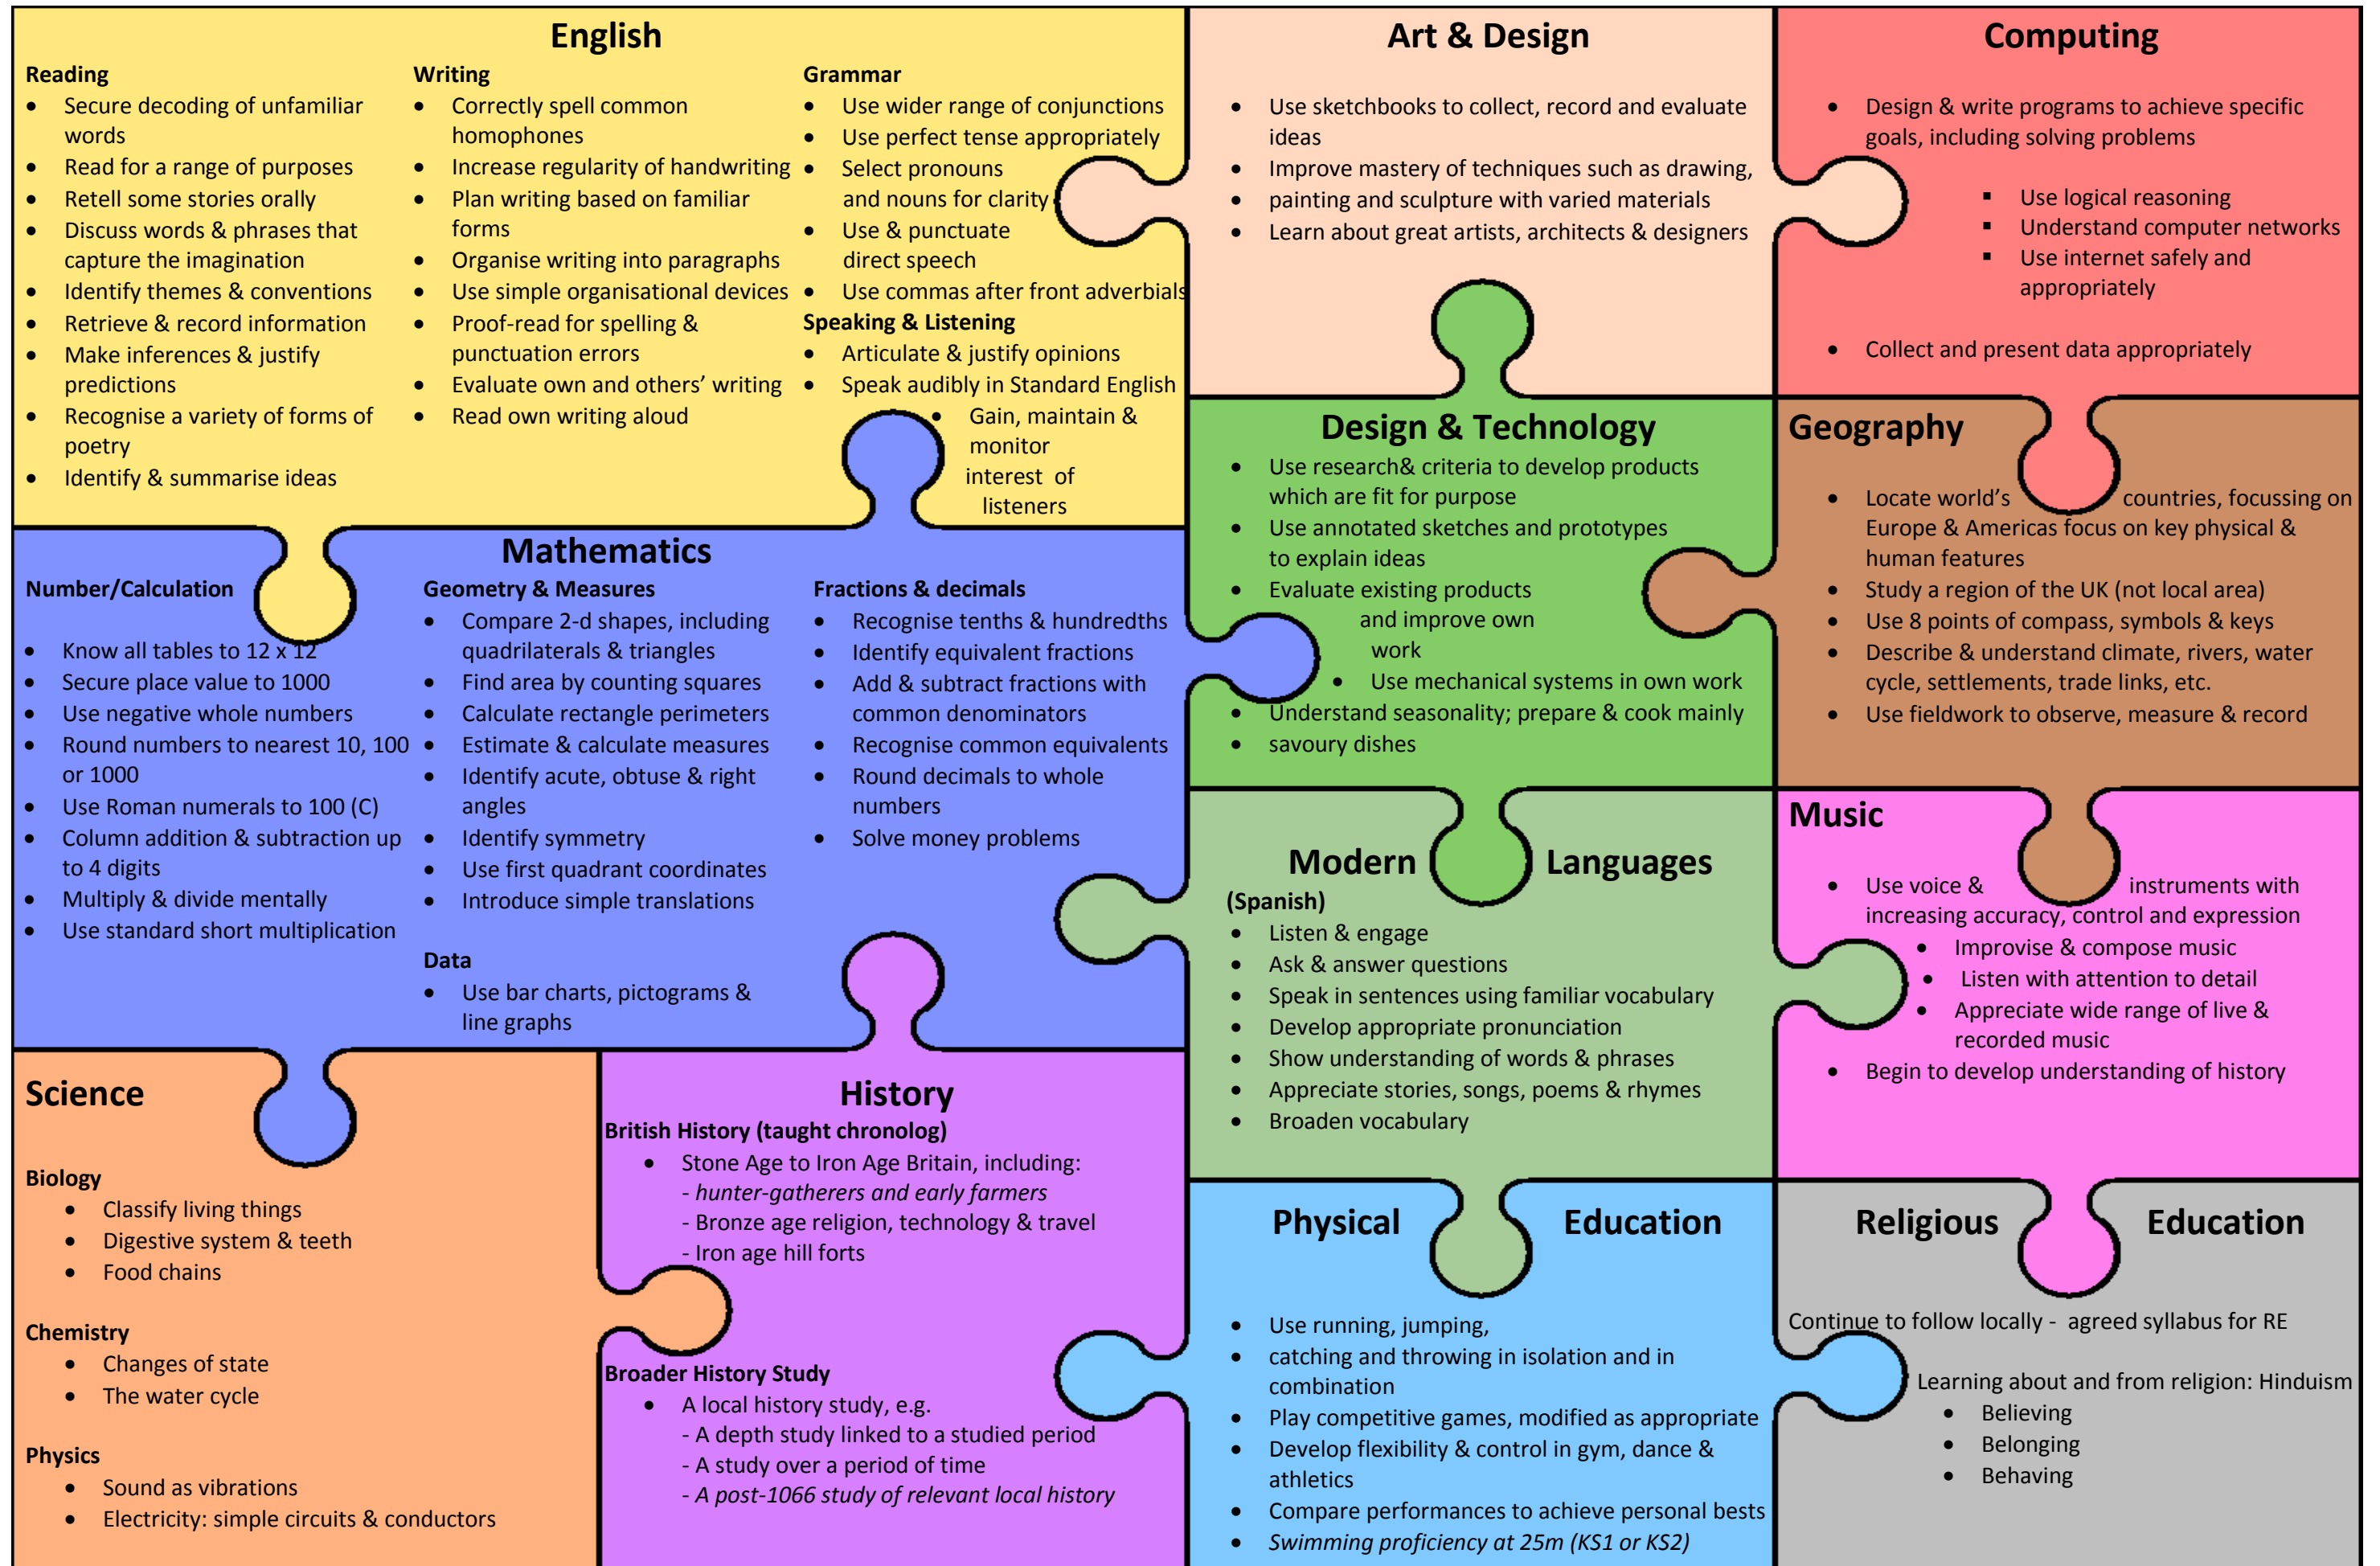 English
Reading
• Secure decoding of unfamiliar
words
• Read for a range of purposes
• Retell some stories orally
• Discuss words & phrases that
capture the imagination
• Identify themes & conventions
• Retrieve & record information
• Make inferences & justify
predictions
• Recognise a variety of forms of
poetry
• Identify & summarise ideas
Writing
• Correctly spell common
homophones
• Increase regularity of handwriting
• Plan writing based on familiar
forms
• Organise writing into paragraphs
• Use simple organisational devices
• Proof-read for spelling &
punctuation errors
• Evaluate own and others' writing
• Read own writing aloud
Grammar
• Use wider range of conjunctions
• Use perfect tense appropriately
• Select pronouns
and nouns for clarity
• Use & punctuate
direct speech
• Use commas after front adverbials
Speaking & Listening
• Articulate & justify opinions
• Speak audibly in Standard English
• Gain, maintain &
monitor
interest of
listeners
Art & Design
• Use sketchbooks to collect, record and evaluate
ideas
• Improve mastery of techniques such as drawing,
• painting and sculpture with varied materials
• Learn about great artists, architects & designers
Computing
• Design & write programs to achieve specific
goals, including solving problems
▪ Use logical reasoning
▪ Understand computer networks
▪ Use internet safely and
appropriately
• Collect and present data appropriately
Mathematics
Number/Calculation
• Know all tables to 12 x 12
• Secure place value to 1000
• Use negative whole numbers
• Round numbers to nearest 10, 100
or 1000
• Use Roman numerals to 100 (C)
• Column addition & subtraction up
to 4 digits
• Multiply & divide mentally
• Use standard short multiplication
Geometry & Measures
• Compare 2-d shapes, including
quadrilaterals & triangles
• Find area by counting squares
• Calculate rectangle perimeters
• Estimate & calculate measures
• Identify acute, obtuse & right
angles
• Identify symmetry
• Use first quadrant coordinates
• Introduce simple translations
Data
• Use bar charts, pictograms &
line graphs
Fractions & decimals
• Recognise tenths & hundredths
• Identify equivalent fractions
• Add & subtract fractions with
common denominators
• Recognise common equivalents
• Round decimals to whole
numbers
• Solve money problems
Design & Technology
• Use research& criteria to develop products
which are fit for purpose
• Use annotated sketches and prototypes
to explain ideas
• Evaluate existing products
and improve own
work
• Use mechanical systems in own work
• Understand seasonality; prepare & cook mainly
• savoury dishes
Geography
• Locate world's countries, focussing on
Europe & Americas focus on key physical &
human features
• Study a region of the UK (not local area)
• Use 8 points of compass, symbols & keys
• Describe & understand climate, rivers, water
cycle, settlements, trade links, etc.
• Use fieldwork to observe, measure & record
Modern Languages
(Spanish)
• Listen & engage
• Ask & answer questions
• Speak in sentences using familiar vocabulary
• Develop appropriate pronunciation
• Show understanding of words & phrases
• Appreciate stories, songs, poems & rhymes
• Broaden vocabulary
Music
• Use voice & instruments with
increasing accuracy, control and expression
• Improvise & compose music
• Listen with attention to detail
• Appreciate wide range of live &
recorded music
• Begin to develop understanding of history
Science
Biology
• Classify living things
• Digestive system & teeth
• Food chains
Chemistry
• Changes of state
• The water cycle
Physics
• Sound as vibrations
• Electricity: simple circuits & conductors
History
British History (taught chronolog)
• Stone Age to Iron Age Britain, including:
- hunter-gatherers and early farmers
- Bronze age religion, technology & travel
- Iron age hill forts
Broader History Study
• A local history study, e.g.
- A depth study linked to a studied period
- A study over a period of time
- A post-1066 study of relevant local history
Physical Education
• Use running, jumping,
• catching and throwing in isolation and in
combination
• Play competitive games, modified as appropriate
• Develop flexibility & control in gym, dance &
athletics
• Compare performances to achieve personal bests
• Swimming proficiency at 25m (KS1 or KS2)
Religious Education
Continue to follow locally - agreed syllabus for RE
Learning about and from religion: Hinduism
• Believing
• Belonging
• Behaving